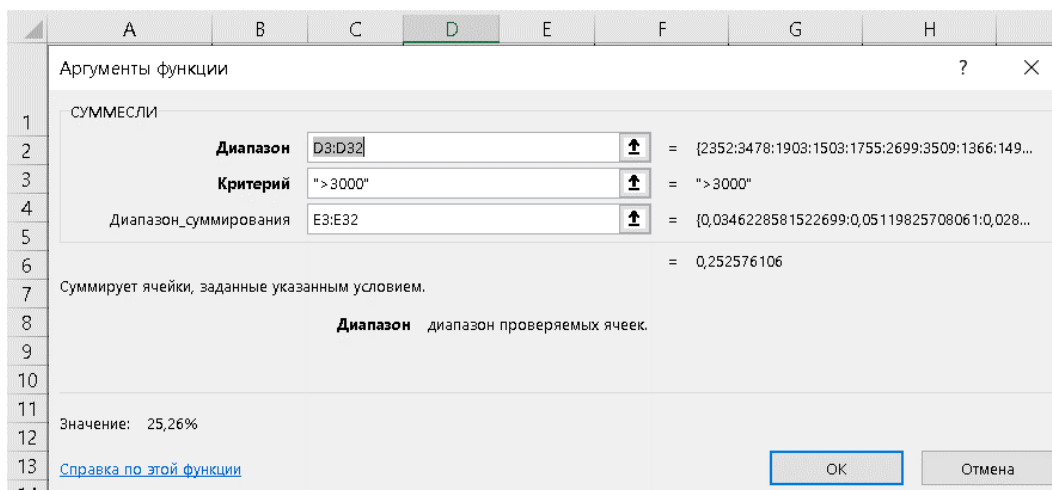 A B C D E F G H
Аргументы функции ? ×
СУММЕСЛИ
1
2 Диапазон D3:D32 = {2352:3478:1903:1503:1755:2699:3509:1366:149...
3 Критерий ">3000" = ">3000"
4 Диапазон_суммирования E3:E32 = {0,0346228581522699:0,05119825708061:0,028...
5
6 = 0,252576106
7 Суммирует ячейки, заданные указанным условием.
8 Диапазон диапазон проверяемых ячеек.
9
10
11
Значение: 25,26%
12
13 Справка по этой функции OK Отмена